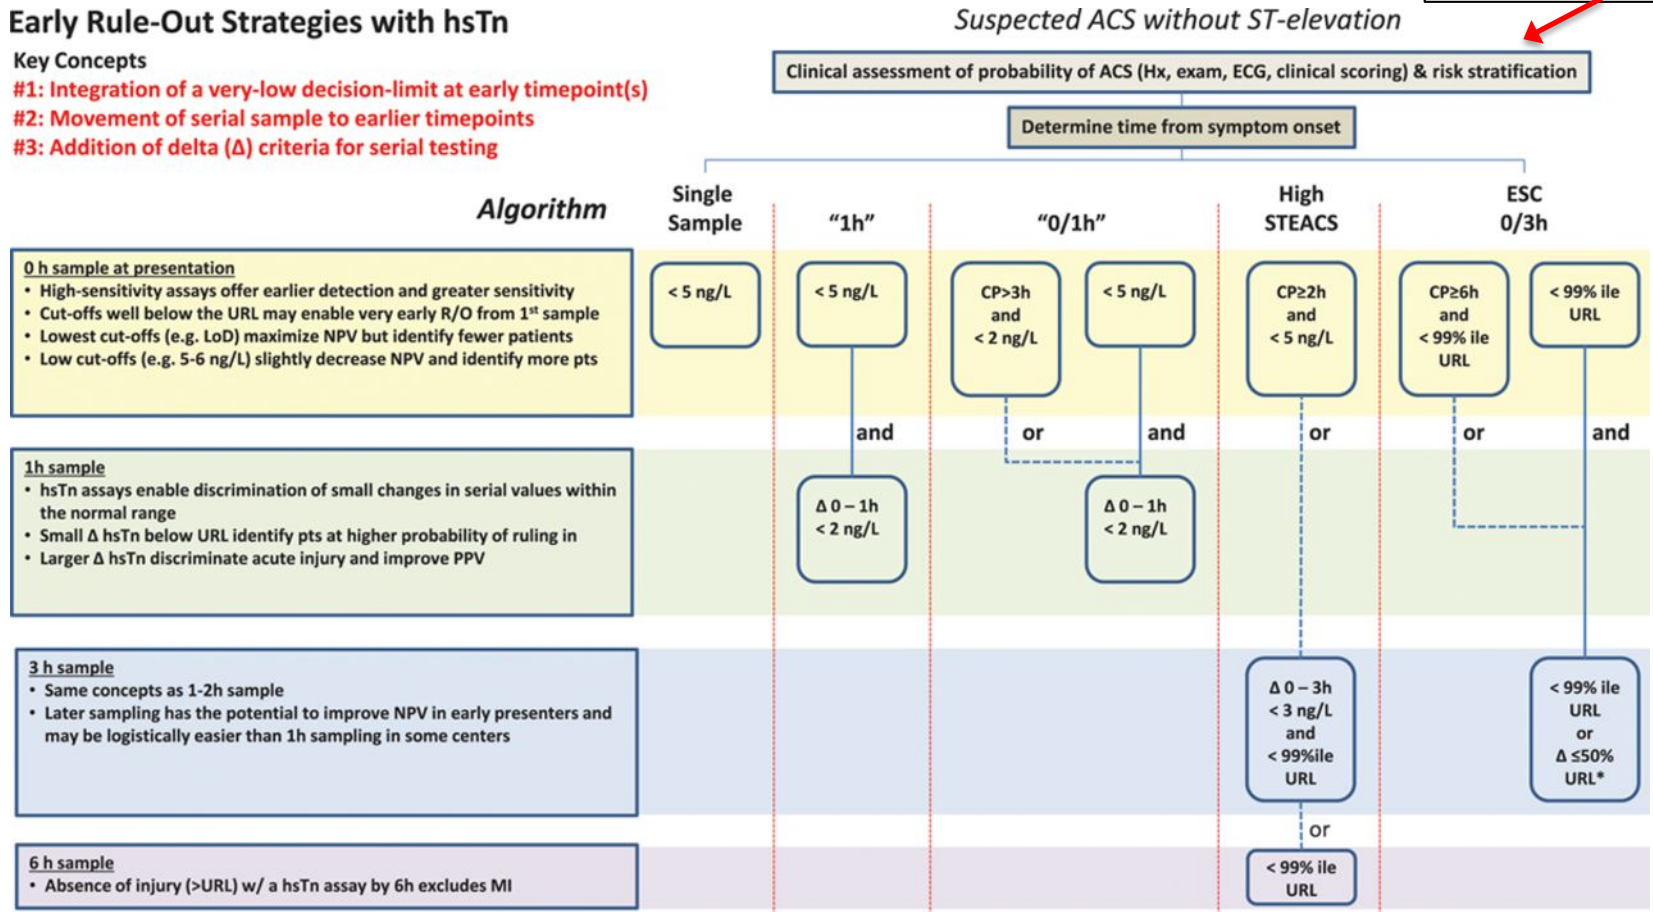 Early Rule-Out Strategies with hsTn
Suspected ACS without ST-elevation
Key Concepts
#1: Integration of a very-low decision-limit at early timepoint(s)
#2: Movement of serial sample to earlier timepoints
#3: Addition of delta (Δ) criteria for serial testing
Clinical assessment of probability of ACS (Hx, exam, ECG, clinical scoring) & risk stratification
Determine time from symptom onset
Algorithm
Single
Sample
“1h”
“0/1h”
High
STEACS
ESC
0/3h
0 h sample at presentation
• High-sensitivity assays offer earlier detection and greater sensitivity
• Cut-offs well below the URL may enable very early R/O from 1st sample
• Lowest cut-offs (e.g. LoD) maximize NPV but identify fewer patients
• Low cut-offs (e.g. 5-6 ng/L) slightly decrease NPV and identify more pts
< 5 ng/L
< 5 ng/L
CP>3h
and
< 2 ng/L
< 5 ng/L
CP≥2h
and
< 5 ng/L
CP≥6h
and
< 99% ile
URL
< 99% ile
URL
and
or
and
or
or
and
1h sample
• hsTn assays enable discrimination of small changes in serial values within
the normal range
• Small Δ hsTn below URL identify pts at higher probability of ruling in
• Larger Δ hsTn discriminate acute injury and improve PPV
Δ 0 – 1h
< 2 ng/L
Δ 0 – 1h
< 2 ng/L
3 h sample
• Same concepts as 1-2h sample
• Later sampling has the potential to improve NPV in early presenters and
may be logistically easier than 1h sampling in some centers
Δ 0 – 3h
< 3 ng/L
and
< 99%ile
URL
< 99% ile
URL
or
Δ ≤50%
URL*
or
6 h sample
• Absence of injury (>URL) w/ a hsTn assay by 6h excludes MI
< 99% ile
URL